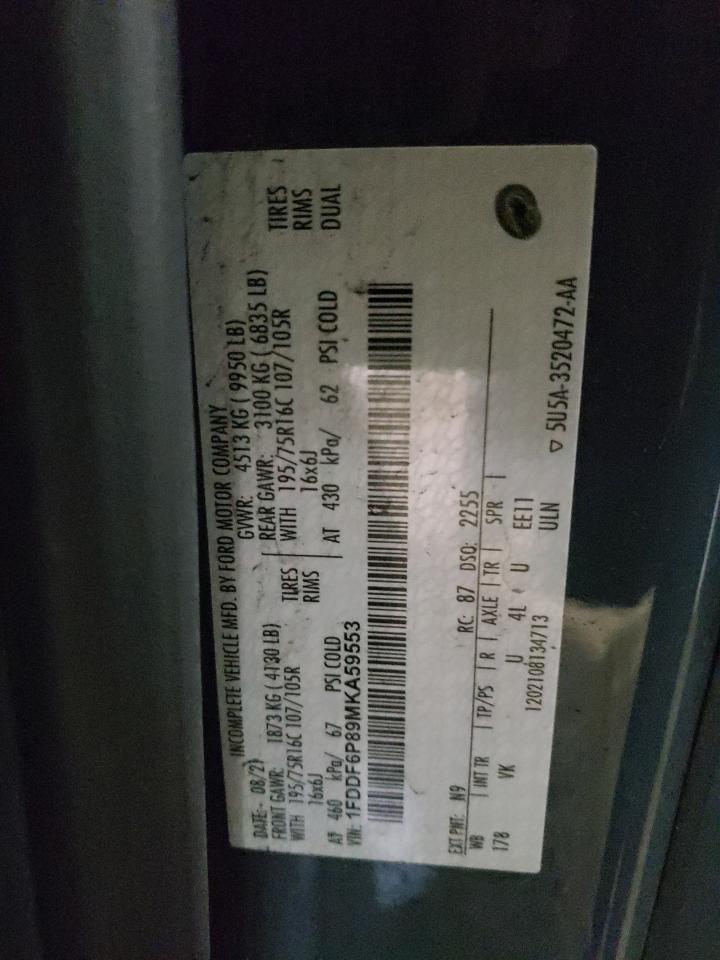 INCOMPLETE VEHICLE MFD. BY FORD MOTOR COMPANY
DATE: 08/21 GVWR: 4513 KG ( 9950 LB)
FRONT GAWR: 1873 KG ( 4130 LB) REAR GAWR: 3100 KG ( 6835 LB)
WITH 195/75R16C 107/105R TIRES WITH 195/75R16C 107/105R TIRES
16x6J RIMS 16x6J RIMS
AT 460 kPa/ 67 PSI COLD AT 430 kPa/ 62 PSI COLD DUAL
VIN: 1FDDF6P89MKA59553
EXT PNT: N9 RC: 87 DSO: 2255
WB INT TR TP/PS R AXLE TR SPR
178 VK U 4L U EE11
1202108134713 ULN
5U5A-3520472-AA